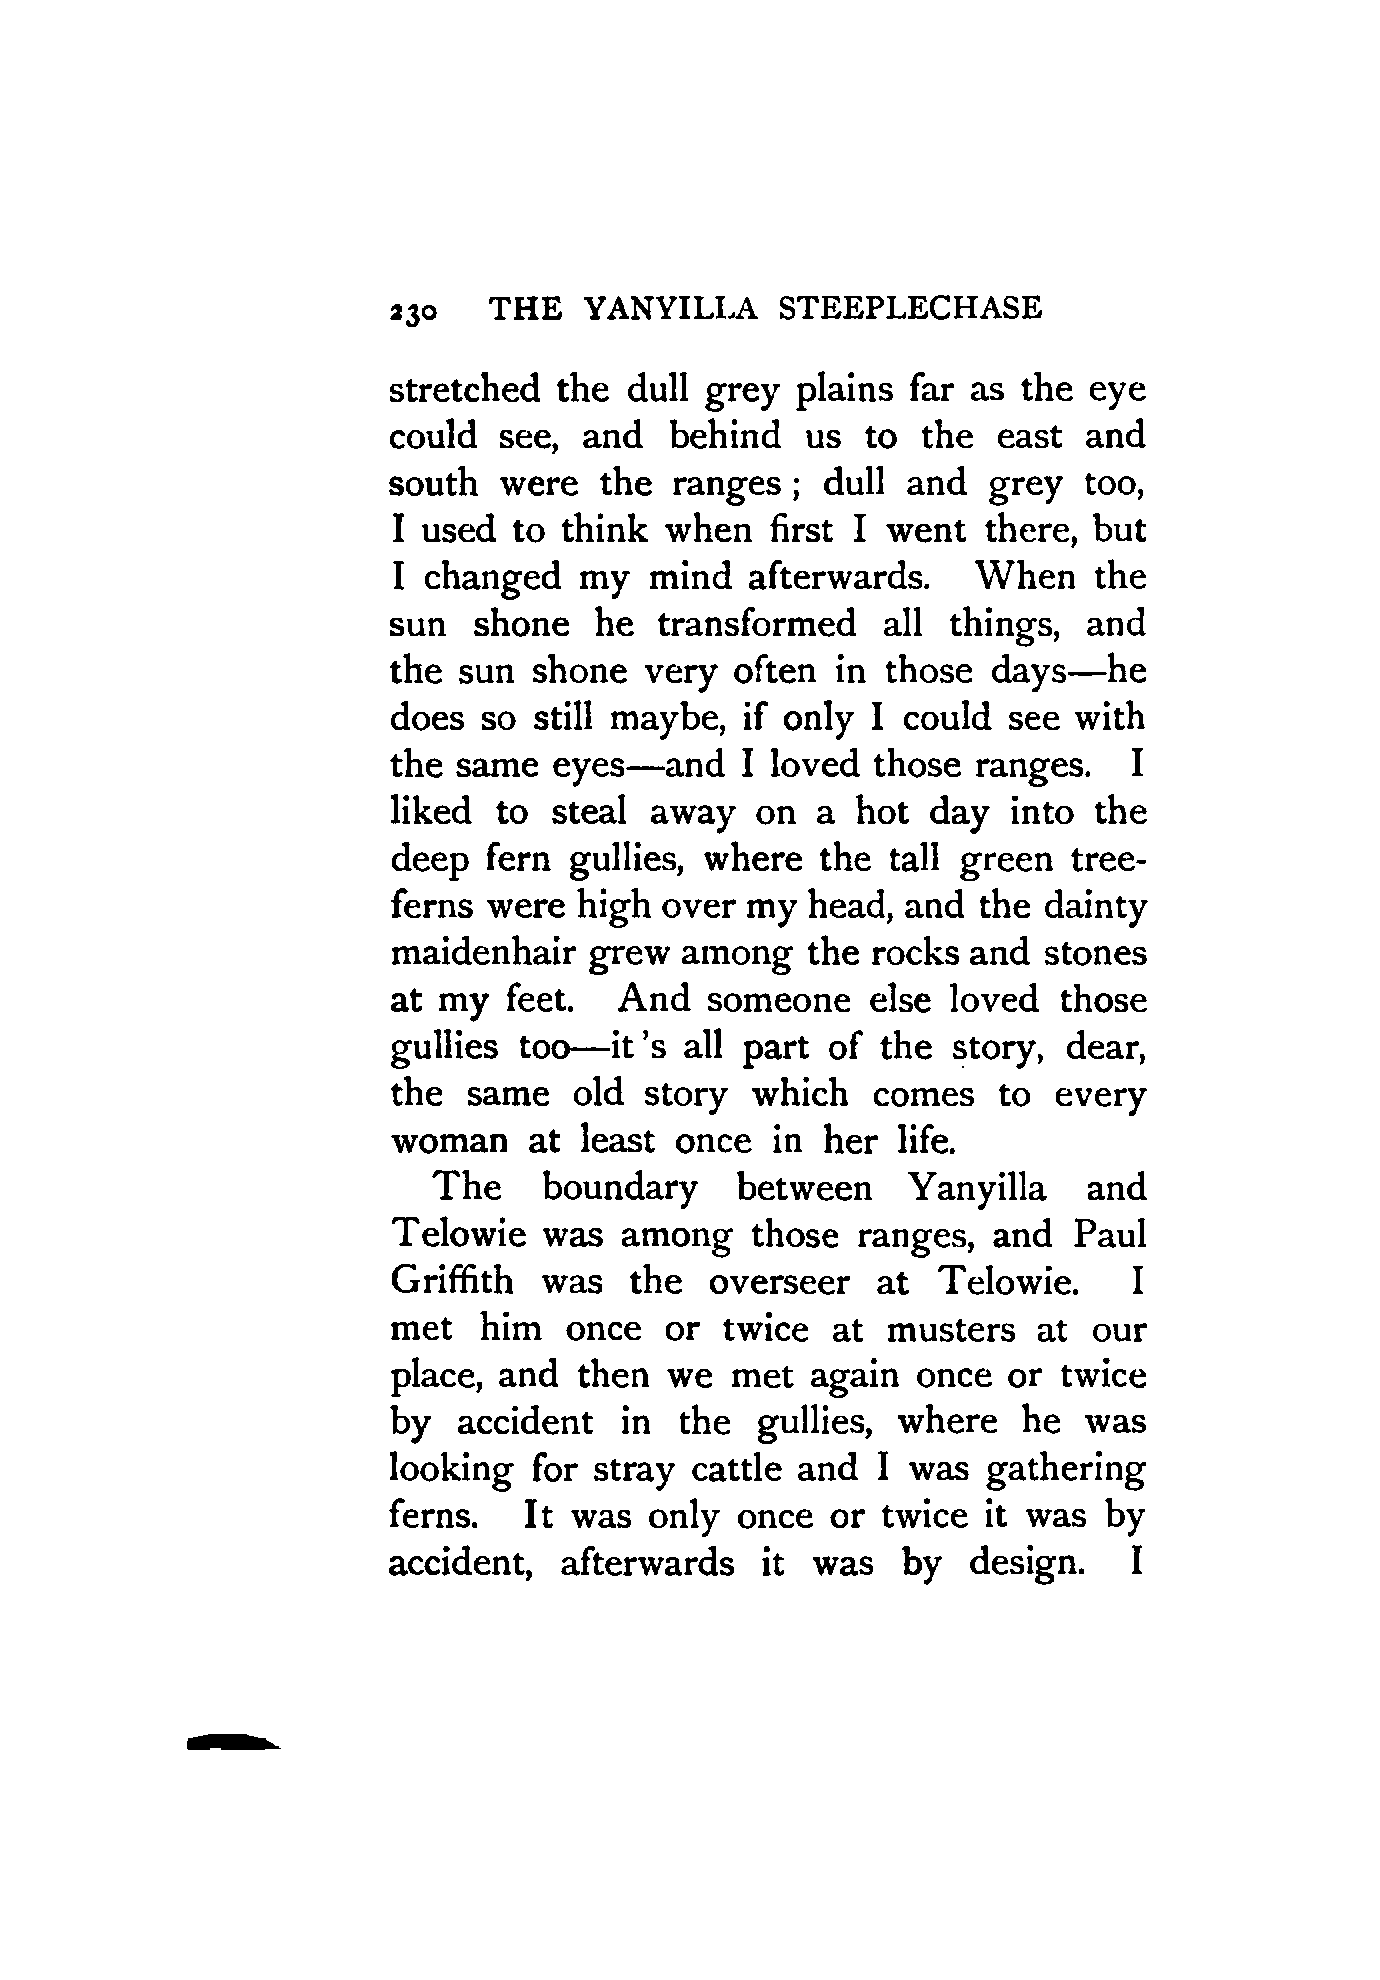 230 THE YANYILLA STEEPLECHASE
stretched the dull grey plains far as the eye
could see, and behind us to the east and
south were the ranges; dull and grey too,
I used to think when first I went there, but
I changed my mind afterwards. When the
sun shone he transformed all things, and
the sun shone very often in those days—he
does so still maybe, if only I could see with
the same eyes—and I loved those ranges. I
liked to steal away on a hot day into the
deep fern gullies, where the tall green tree-
ferns were high over my head, and the dainty
maidenhair grew among the rocks and stones
at my feet. And someone else loved those
gullies too—it's all part of the story, dear,
the same old story which comes to every
woman at least once in her life.
The boundary between Yanyilla and
Telowie was among those ranges, and Paul
Griffith was the overseer at Telowie. I
met him once or twice at musters at our
place, and then we met again once or twice
by accident in the gullies, where he was
looking for stray cattle and I was gathering
ferns. It was only once or twice it was by
accident, afterwards it was by design. I